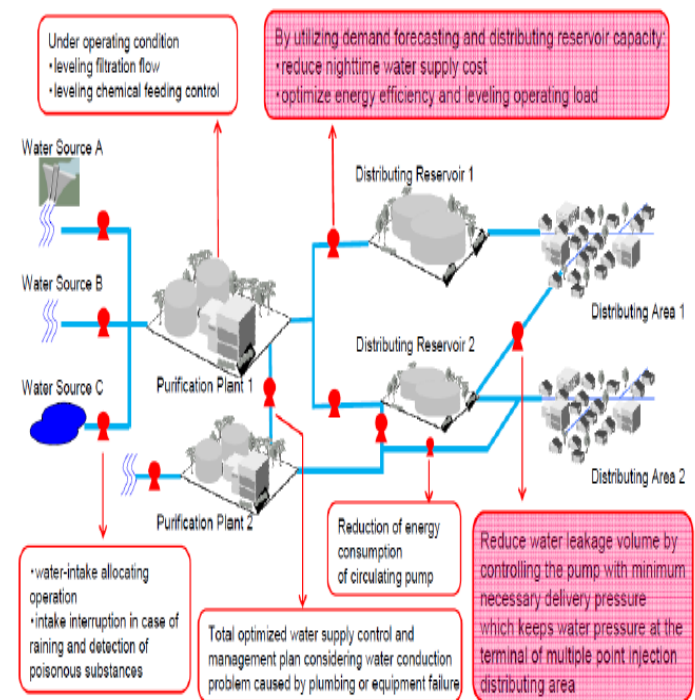 Under operating condition
•leveling filtration flow
•leveling chemical feeding control
By utilizing demand forecasting and distributing reservoir capacity:
•reduce nighttime water supply cost
•optimize energy efficiency and leveling operating load
Water Source A
Distributing Reservoir 1
Water Source B
Distributing Area 1
Distributing Reservoir 2
Purification Plant 1
Water Source C
Distributing Area 2
Purification Plant 2
Reduction of energy
consumption
of circulating pump
Reduce water leakage volume by
controlling the pump with minimum
necessary delivery pressure
which keeps water pressure at the
terminal of multiple point injection
distributing area
•water-intake allocating
operation
•intake interruption in case of
raining and detection of
poisonous substances
Total optimized water supply control and
management plan considering water conduction
problem caused by plumbing or equipment failure